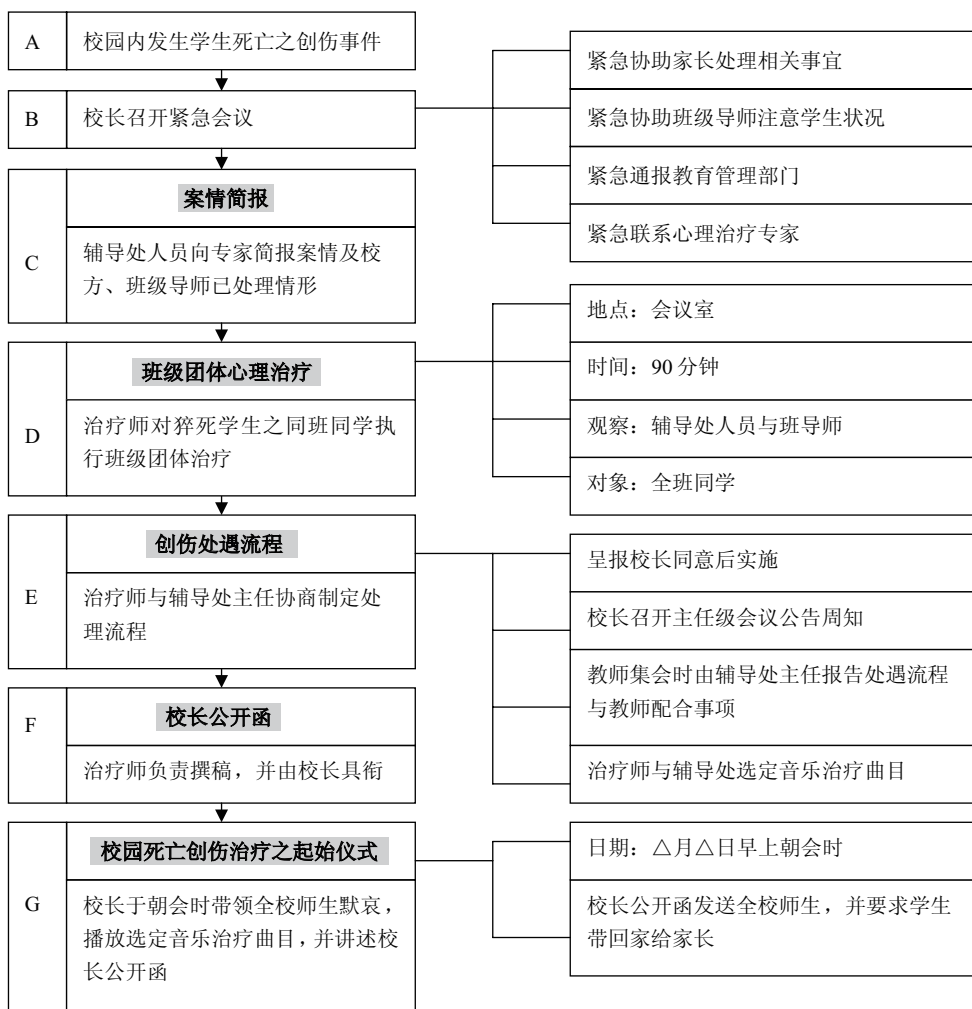 A
校园内发生学生死亡之创伤事件
B
校长召开紧急会议
紧急协助家长处理相关事宜
紧急协助班级导师注意学生状况
紧急通报教育管理部门
紧急联系心理治疗专家
C
案情简报
辅导处人员向专家简报案情及校
方、班级导师已处理情形
D
班级团体心理治疗
治疗师对猝死学生之同班同学执
行班级团体治疗
地点：会议室
时间：90 分钟
观察：辅导处人员与班导师
对象：全班同学
E
创伤处遇流程
治疗师与辅导处主任协商制定处
理流程
呈报校长同意后实施
校长召开主任级会议公告周知
教师集会时由辅导处主任报告处遇流程
与教师配合事项
治疗师与辅导处选定音乐治疗曲目
F
校长公开函
治疗师负责撰稿，并由校长具衔
G
校园死亡创伤治疗之起始仪式
校长于朝会时带领全校师生默哀，
播放选定音乐治疗曲目，并讲述校
长公开函
日期：△月△日早上朝会时
校长公开函发送全校师生，并要求学生
带回家给家长